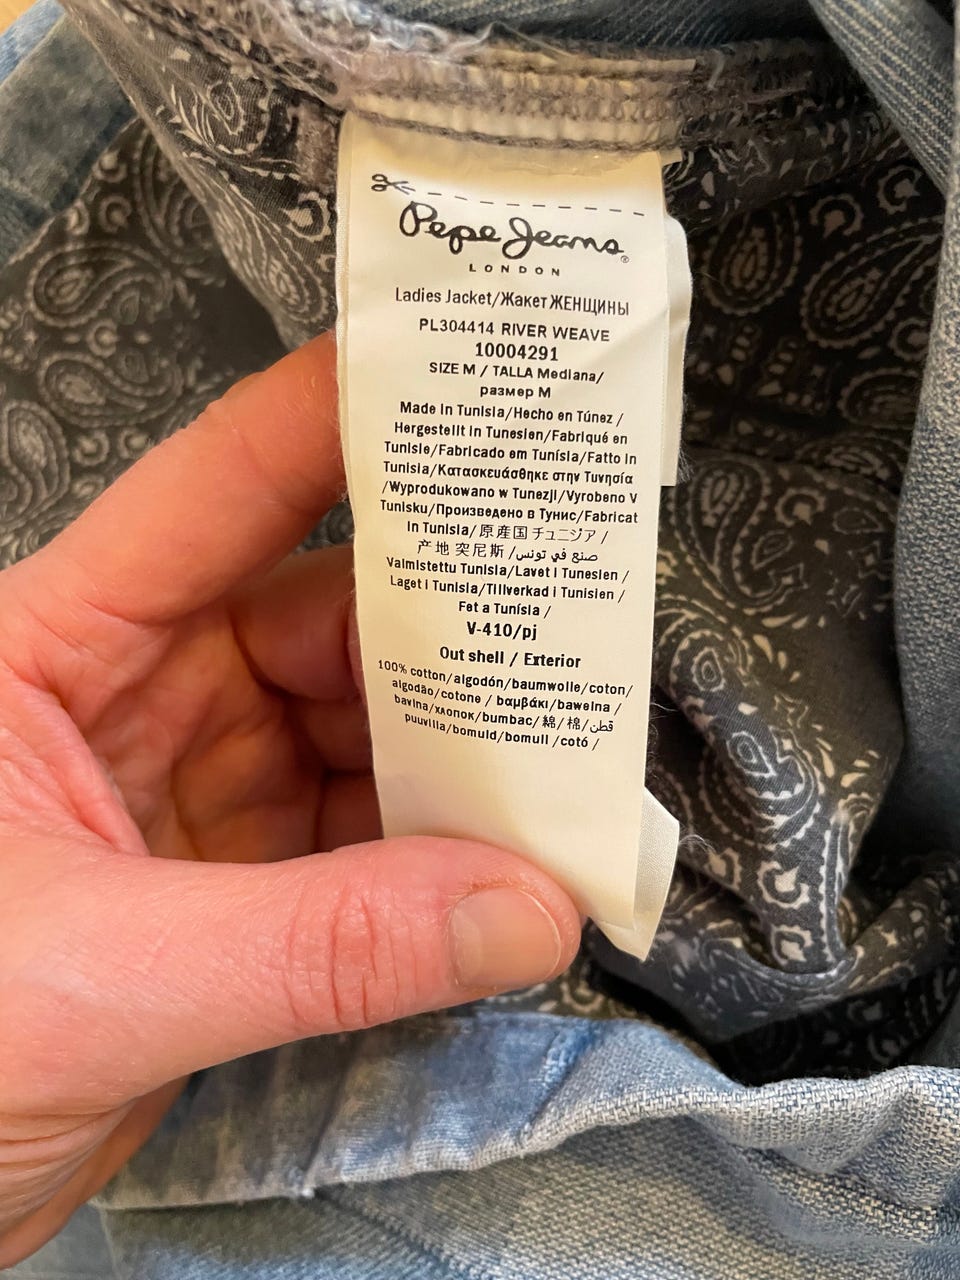 Pepe Jeans®
LONDON
Ladies Jacket/Жакет ЖЕНЩИНЫ
PL304414 RIVER WEAVE
10004291
SIZE M / TALLA Mediana/
размер M
Made in Tunisia/Hecho en Túnez /
Hergestellt in Tunesien/Fabriqué en
Tunisie/Fabricado em Tunísia/Fatto in
Tunisia/Κατασκευάσθηκε στην Τυνησία
/Wyprodukowano w Tunezji/Vyrobeno V
Tunisku/Произведено в Тунис/Fabricat
in Tunisia/原産国チュニジア/
产地 突尼斯 /صنع في تونس/
Valmistettu Tunisia/Lavet i Tunesien /
Laget i Tunisia/Tillverkad i Tunisien /
Fet a Tunísia /
V-410/pj
Out shell / Exterior
100% cotton/algodón/baumwolle/coton/
algodão/cotone / βαμβάκι/bawelna /
bavlna/хлопок/bumbac/綿/棉/قطن
puuvilla/bomuld/bomull /cotó /